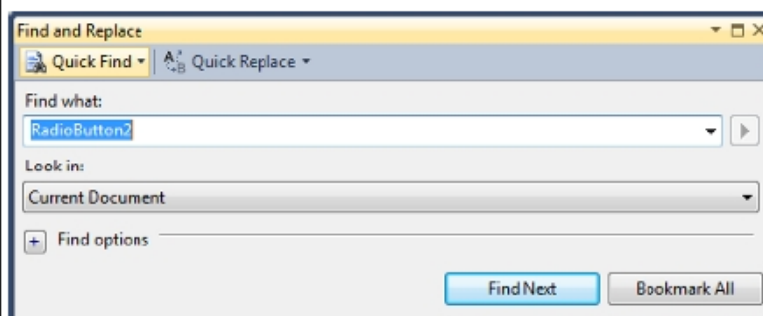 Find and Replace
Quick Find Quick Replace
Find what:
RadioButton2
Look in:
Current Document
Find options
Find Next Bookmark All